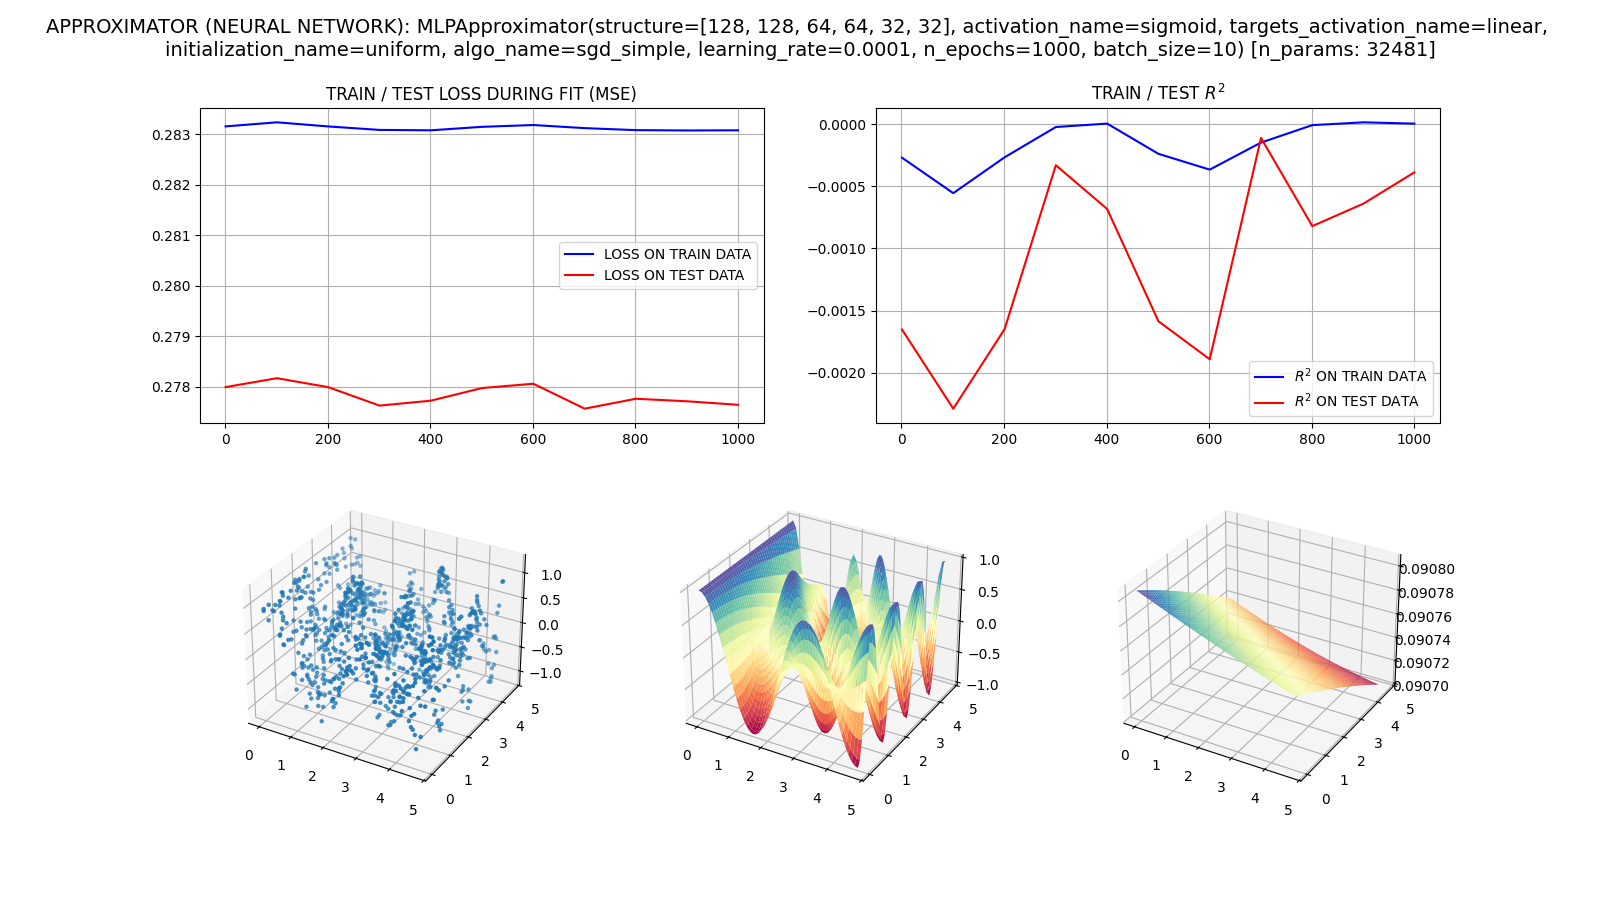 APPROXIMATOR (NEURAL NETWORK): MLPApproximator(structure=[128, 128, 64, 64, 32, 32], activation_name=sigmoid, targets_activation_name=linear,
initialization_name=uniform, algo_name=sgd_simple, learning_rate=0.0001, n_epochs=1000, batch_size=10) [n_params: 32481]
TRAIN / TEST LOSS DURING FIT (MSE)
0.283
0.282
0.281
0.280
0.279
0.278
0 200 400 600 800 1000
LOSS ON TRAIN DATA
LOSS ON TEST DATA
TRAIN / TEST R²
0.0000
−0.0005
−0.0010
−0.0015
−0.0020
0 200 400 600 800 1000
R² ON TRAIN DATA
R² ON TEST DATA
1.0
0.5
0.0
−0.5
−1.0
0 1 2 3 4 5
0 1 2 3 4 5
1.0
0.5
0.0
−0.5
−1.0
0 1 2 3 4 5
0 1 2 3 4 5
0.09080
0.09078
0.09076
0.09074
0.09072
0.09070
0 1 2 3 4 5
0 1 2 3 4 5